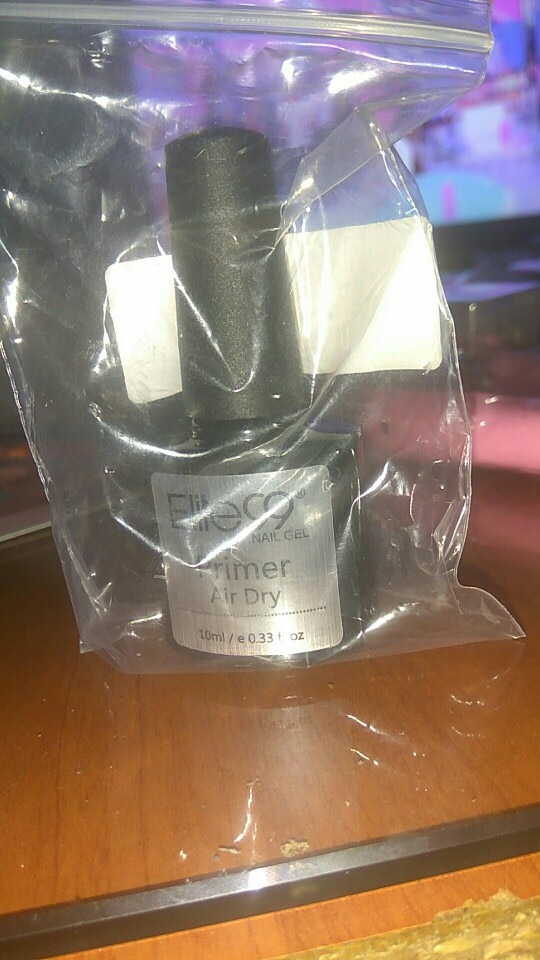 Elite99®
NAIL GEL
Primer
Air Dry
10ml / e 0.33 fl oz